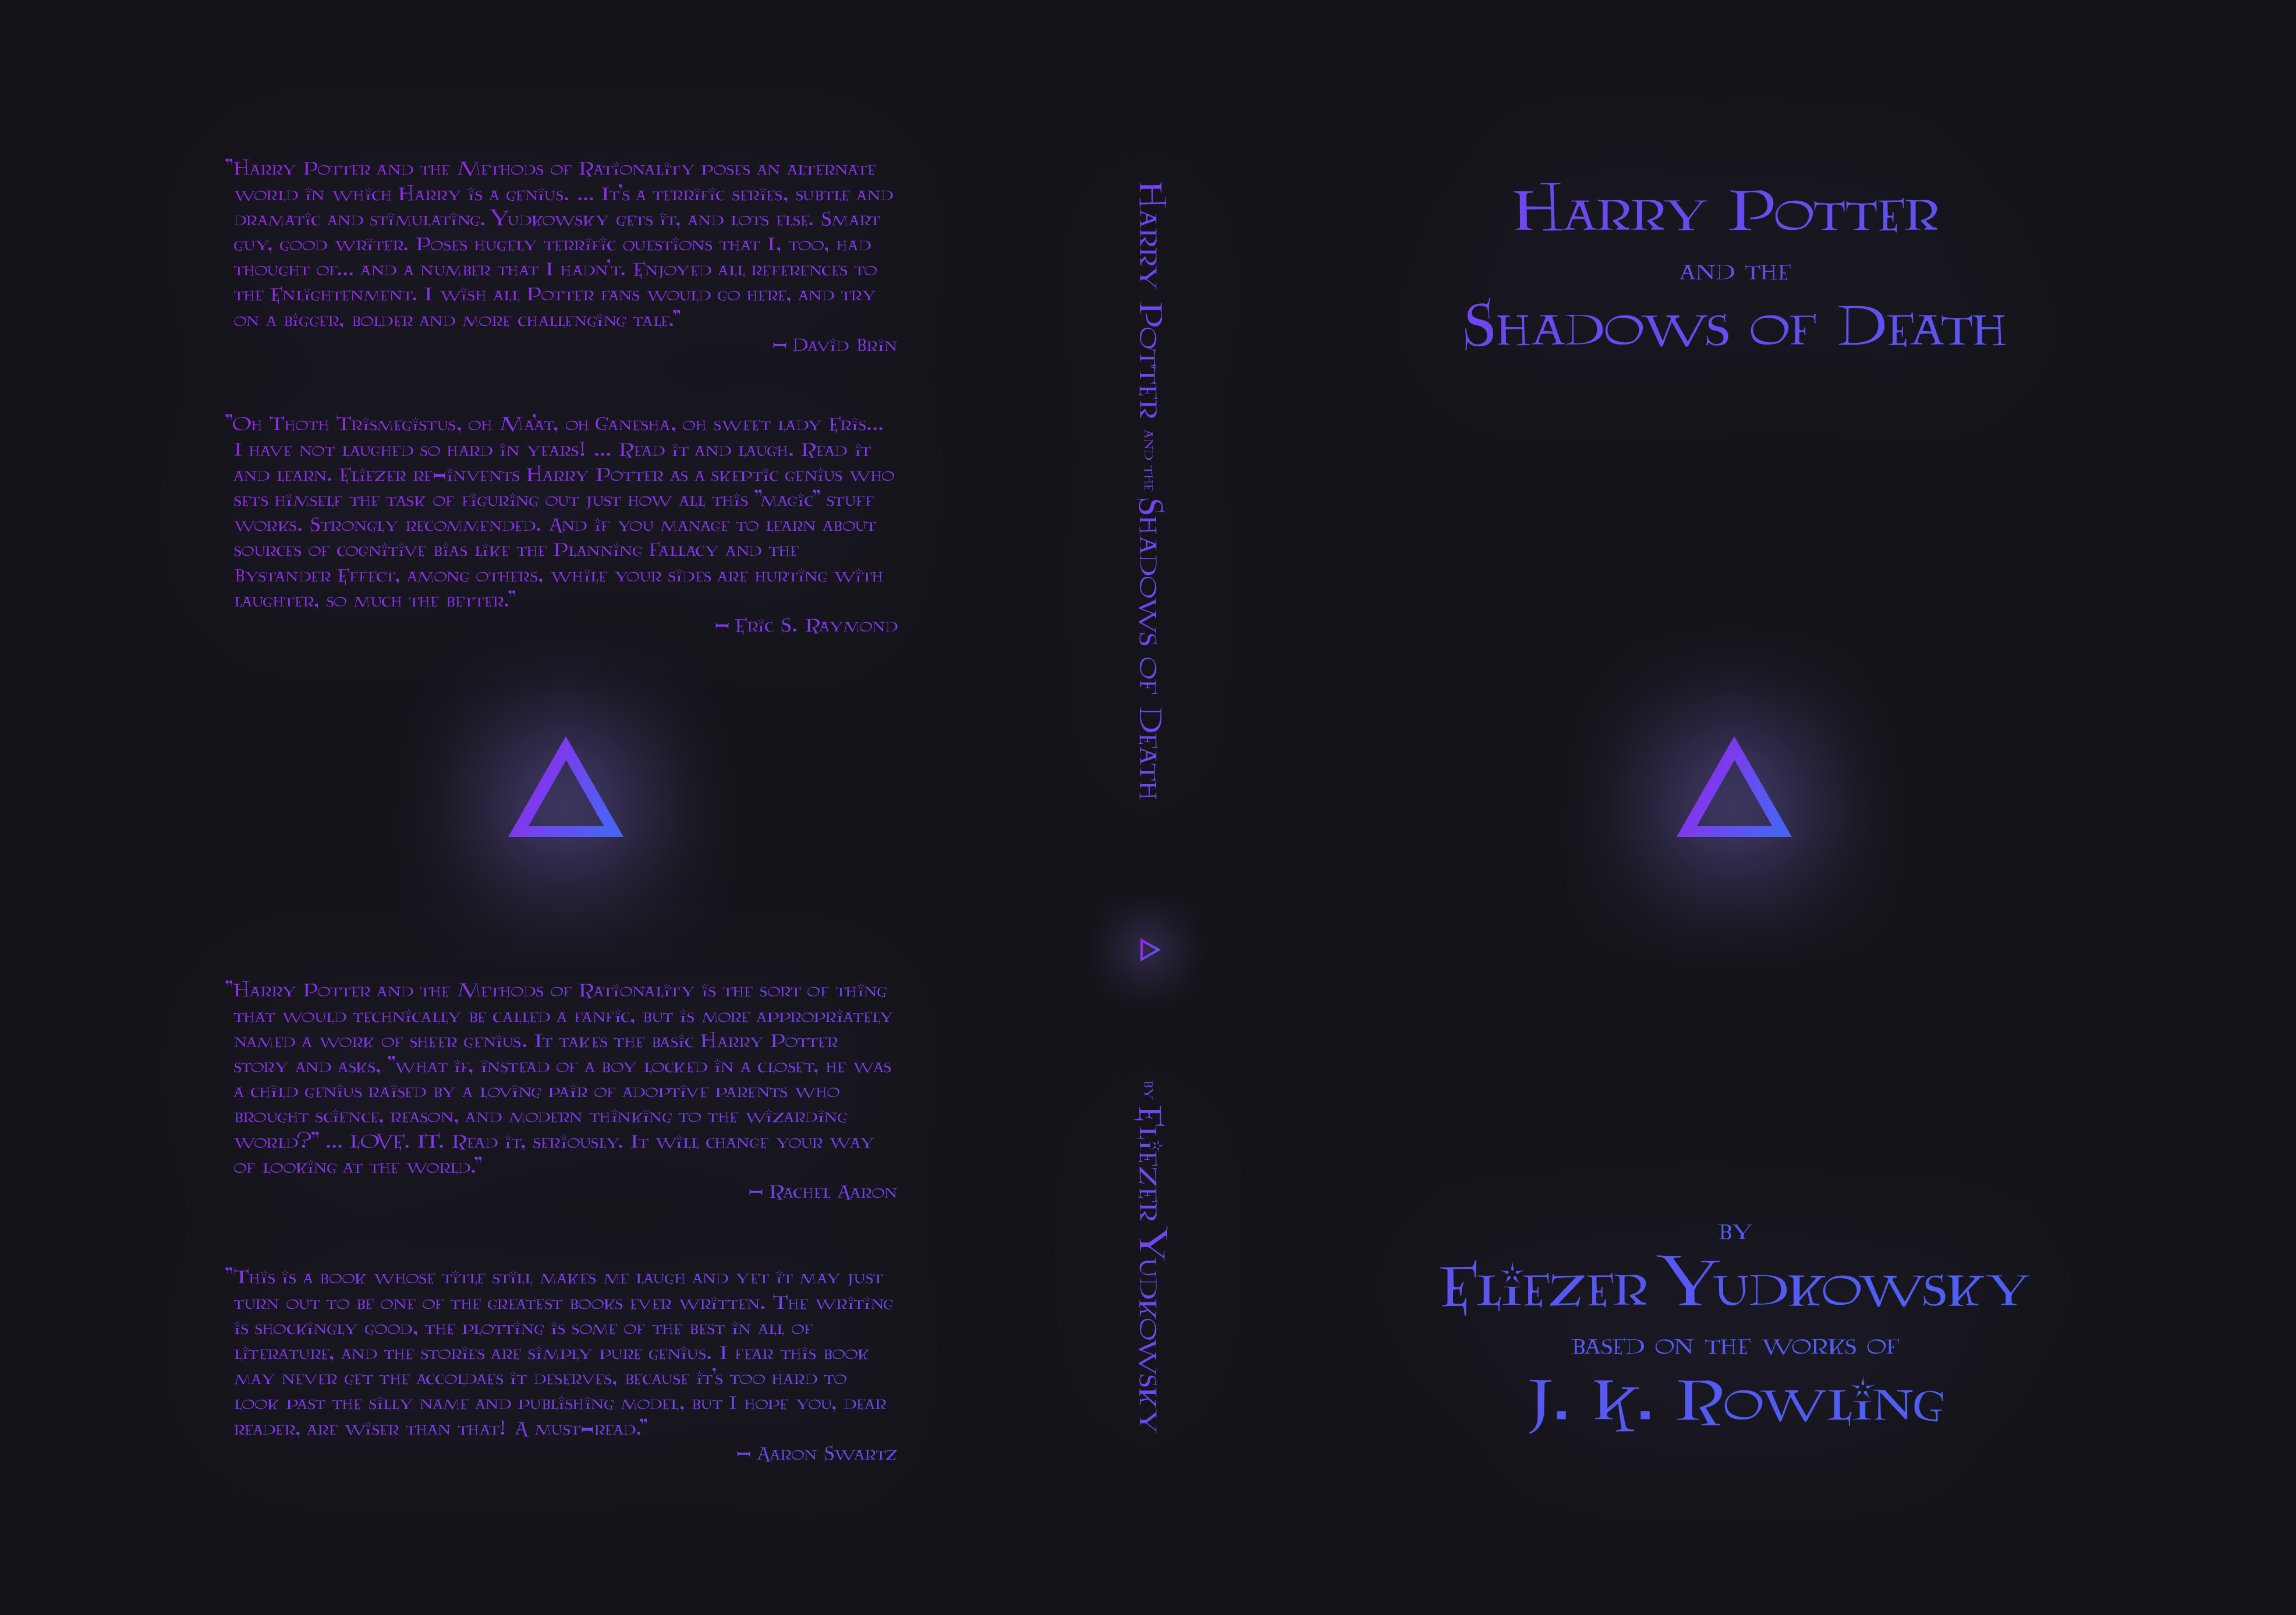 "Harry Potter and the Methods of Rationality poses an alternate
world in which Harry is a genius. ... It's a terrific series, subtle and
dramatic and stimulating. Yudkowsky gets it, and lots else. Smart
guy, good writer. Poses hugely terrific questions that I, too, had
thought of... and a number that I hadn't. Enjoyed all references to
the Enlightenment. I wish all Potter fans would go here, and try
on a bigger, bolder and more challenging tale."
- David Brin
"Oh Thoth Trismegistus, oh Ma'at, oh Ganesha, oh sweet lady Eris...
I have not laughed so hard in years! ... Read it and laugh. Read it
and learn. Eliezer re-invents Harry Potter as a skeptic genius who
sets himself the task of figuring out just how all this "magic" stuff
works. Strongly recommended. And if you manage to learn about
sources of cognitive bias like the Planning Fallacy and the
Bystander Effect, among others, while your sides are hurting with
laughter, so much the better."
- Eric S. Raymond
"Harry Potter and the Methods of Rationality is the sort of thing
that would technically be called a fanfic, but is more appropriately
named a work of sheer genius. It takes the basic Harry Potter
story and asks, "what if, instead of a boy locked in a closet, he was
a child genius raised by a loving pair of adoptive parents who
brought science, reason, and modern thinking to the wizarding
world?" ... LOVE. IT. Read it, seriously. It will change your way
of looking at the world."
- Rachel Aaron
"This is a book whose title still makes me laugh and yet it may just
turn out to be one of the greatest books ever written. The writing
is shockingly good, the plotting is some of the best in all of
literature, and the stories are simply pure genius. I fear this book
may never get the accoldaes it deserves, because it's too hard to
look past the silly name and publishing model, but I hope you, dear
reader, are wiser than that! A must-read."
- Aaron Swartz
Harry Potter and the Shadows of Death
by Eliezer Yudkowsky
Harry Potter
and the
Shadows of Death
by
Eliezer Yudkowsky
based on the works of
J. K. Rowling